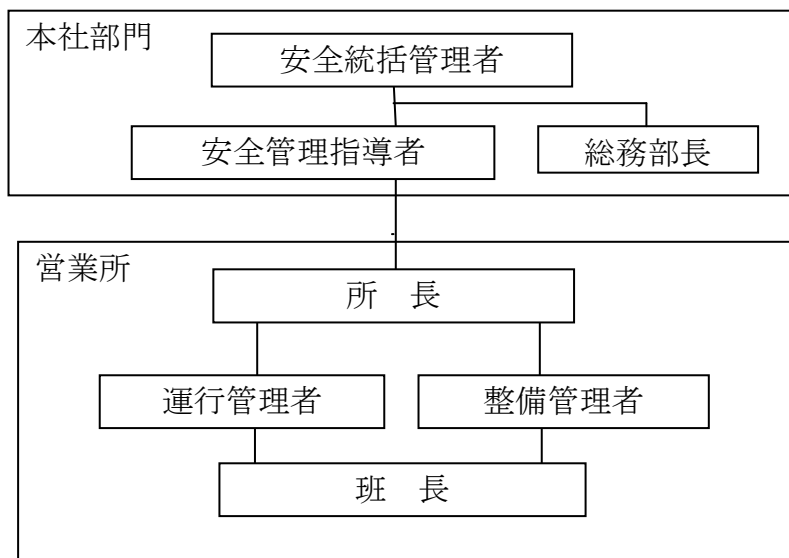 本社部門
安全統括管理者
安全管理指導者
総務部長
営業所
所　長
運行管理者
整備管理者
班　長